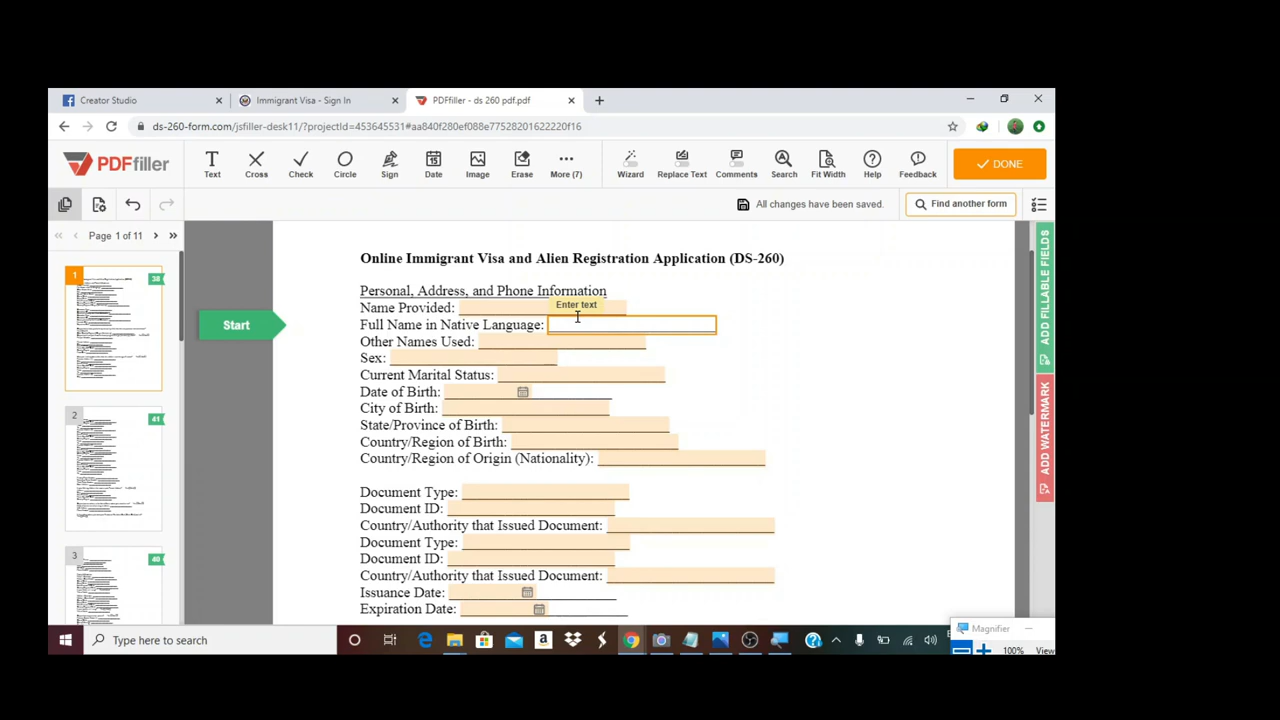 Creator Studio
Immigrant Visa - Sign In
PDFfiller - ds 260 pdf.pdf
ds-260-form.com/jsfiller-desk11/?projectId=453645531#aa840f280ef088e77528201622220f16
PDFfiller
Text
Cross
Check
Circle
Sign
Date
Image
Erase
More (7)
Wizard
Replace Text
Comments
Search
Fit Width
Help
Feedback
DONE
All changes have been saved.
Find another form
Page 1 of 11
1
38
2
41
3
40
Start
Online Immigrant Visa and Alien Registration Application (DS-260)
Personal, Address, and Phone Information
Name Provided:
Enter text
Full Name in Native Language:
Other Names Used:
Sex:
Current Marital Status:
Date of Birth:
City of Birth:
State/Province of Birth:
Country/Region of Birth:
Country/Region of Origin (Nationality):
Document Type:
Document ID:
Country/Authority that Issued Document:
Document Type:
Document ID:
Country/Authority that Issued Document:
Issuance Date:
Expiration Date:
ADD FILLABLE FIELDS
ADD WATERMARK
Type here to search
Magnifier
100%
View